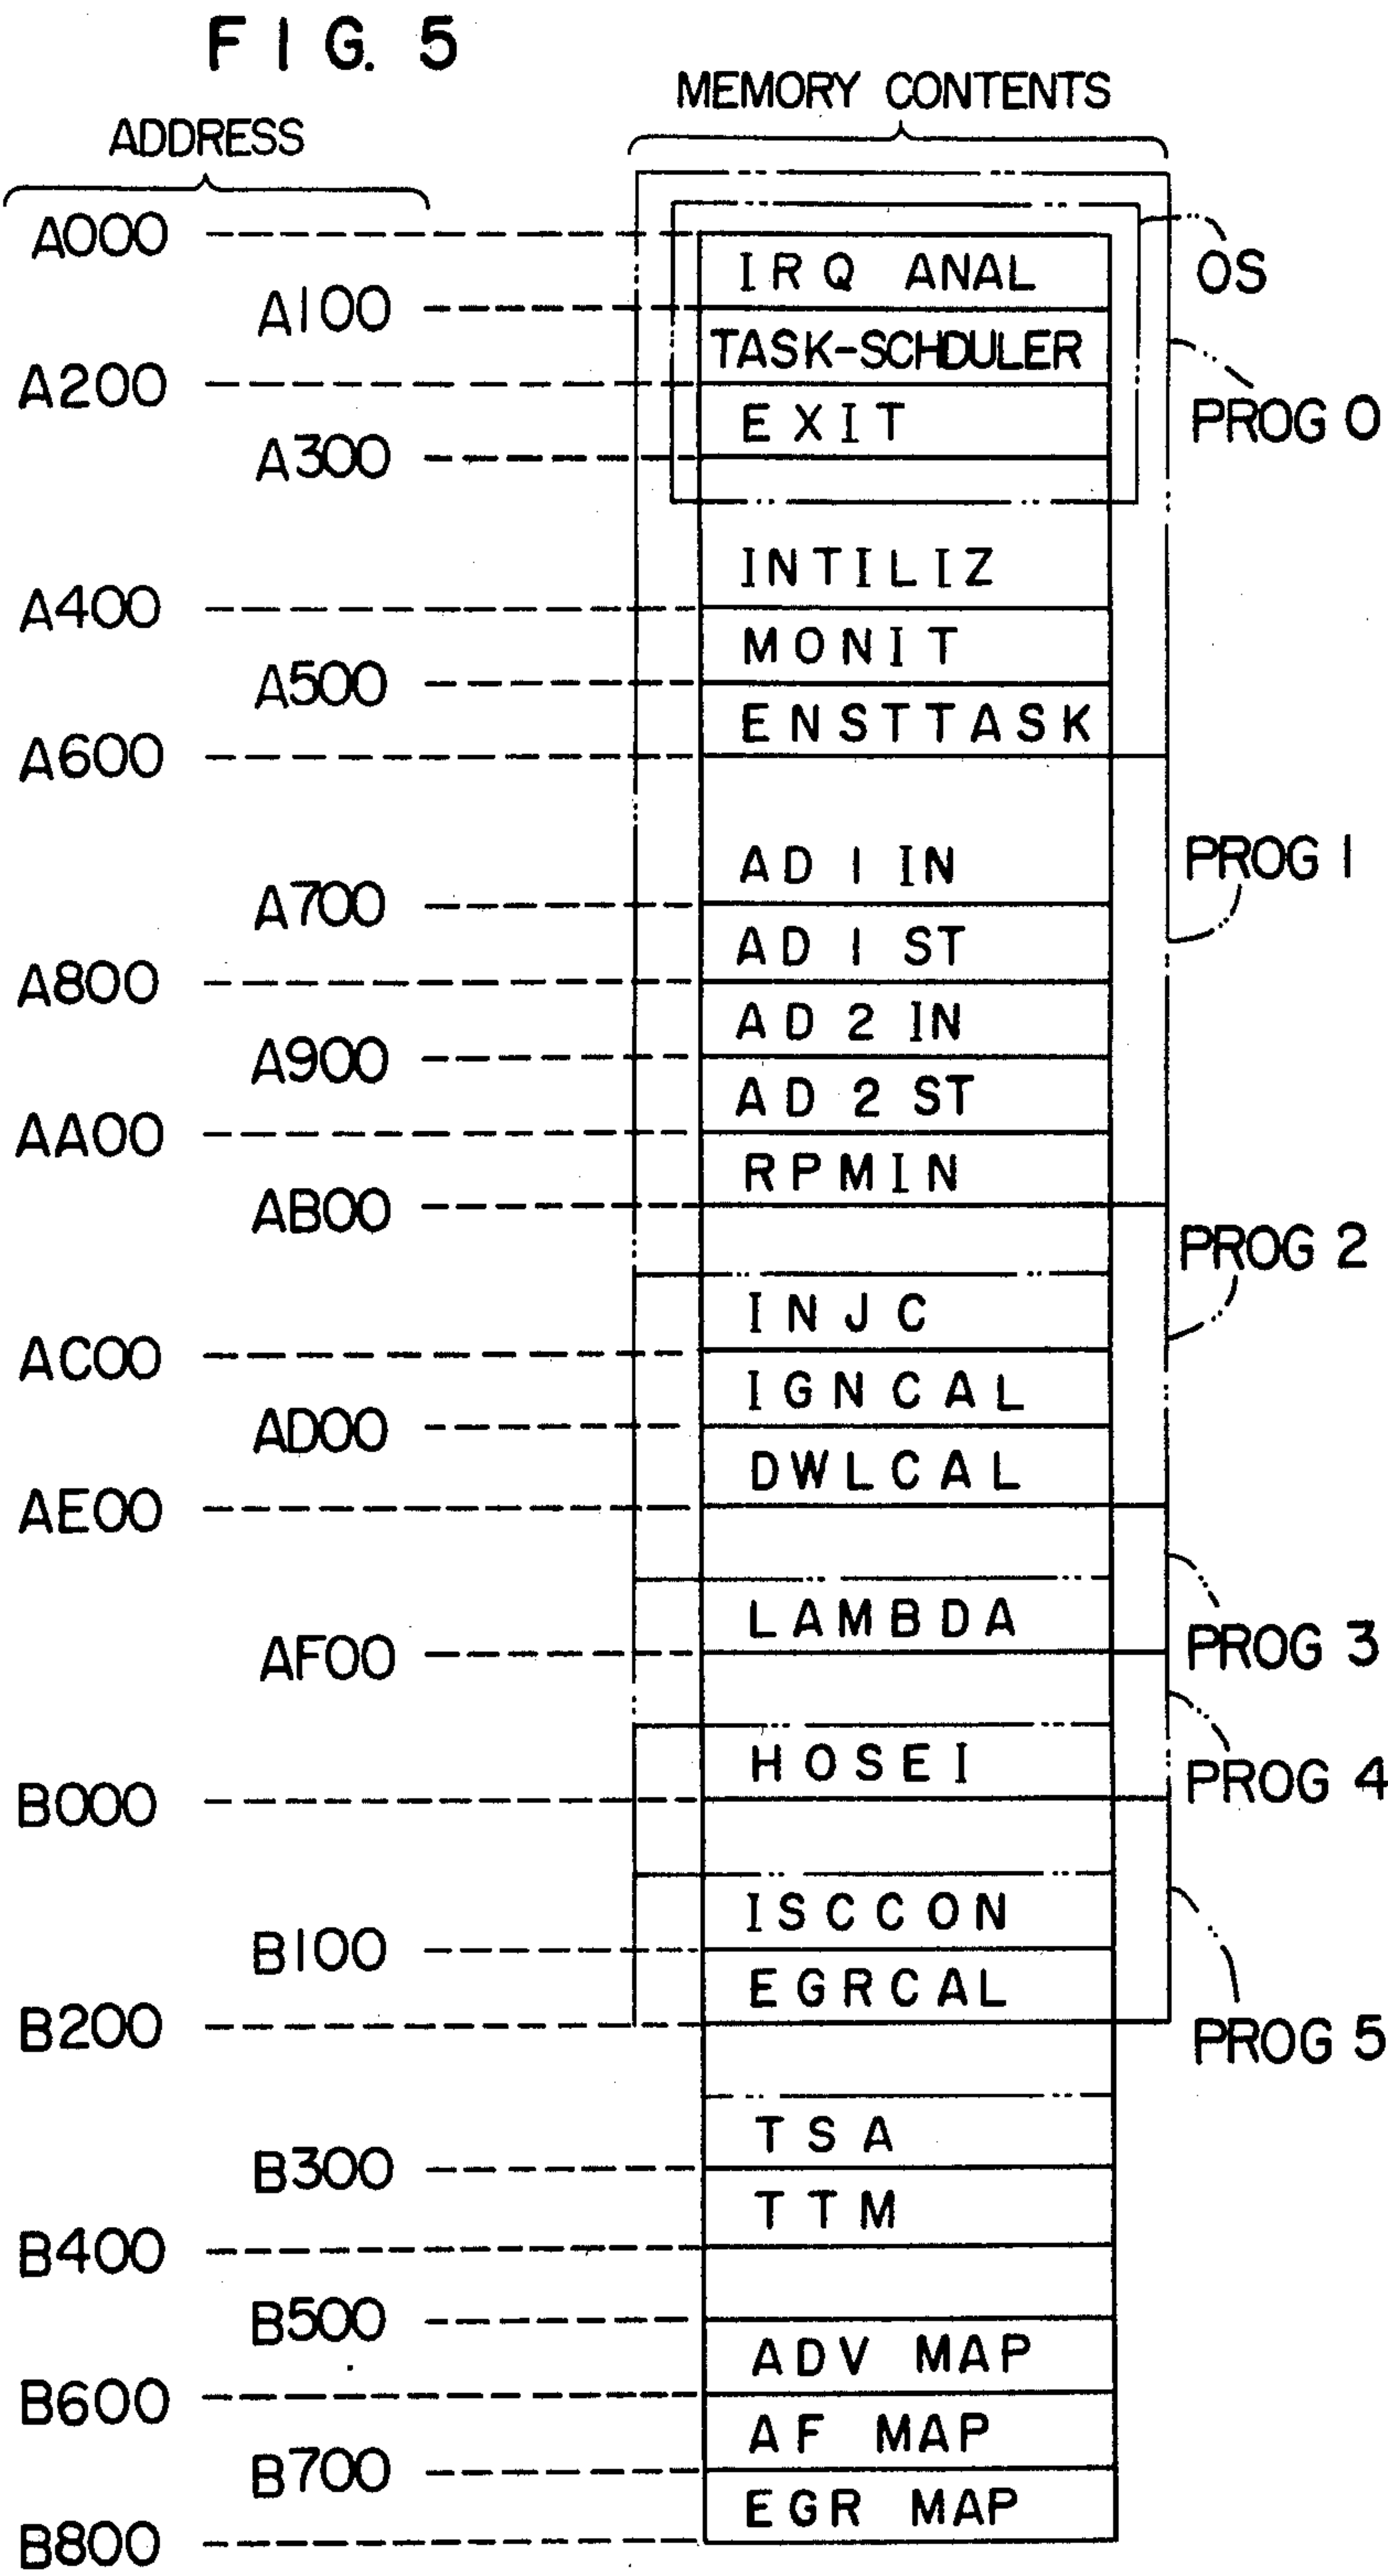 FIG. 5
MEMORY CONTENTS
ADDRESS
A000
IRQ ANAL
OS
A100
TASK-SCHDULER
A200
PROG 0
EXIT
A300
INTILIZ
A400
MONIT
A500
ENSTTASK
A600
PROG 1
AD 1 IN
A700
AD 1 ST
A800
AD 2 IN
A900
AD 2 ST
AA00
RPMIN
AB00
PROG 2
INJC
AC00
IGNCAL
AD00
DWLCAL
AE00
LAMBDA
PROG 3
AF00
HOSEI
PROG 4
B000
ISCCON
B100
EGRCAL
B200
PROG 5
TSA
B300
TTM
B400
B500
ADV MAP
B600
AF MAP
B700
EGR MAP
B800